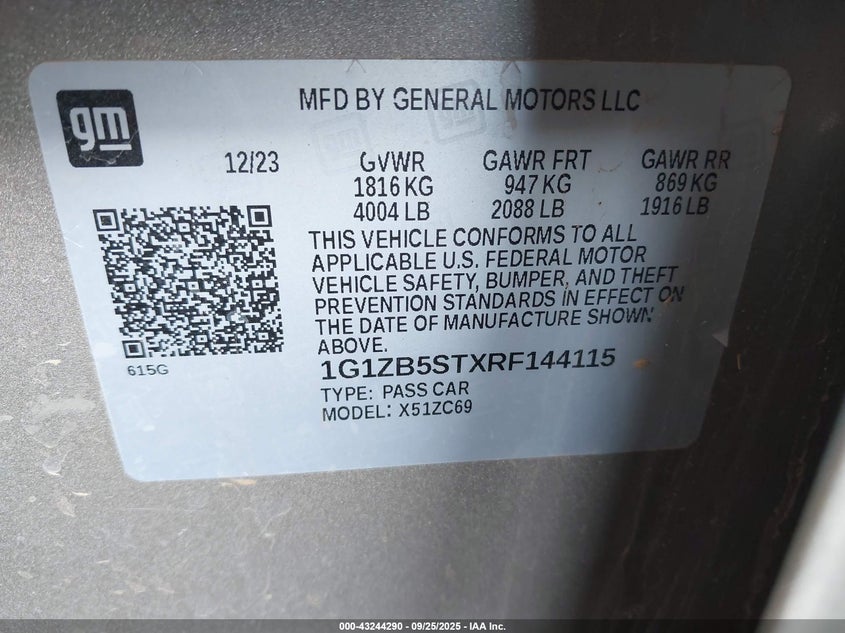 gm
MFD BY GENERAL MOTORS LLC
12/23 GVWR GAWR FRT GAWR RR
1816 KG 947 KG 869 KG
4004 LB 2088 LB 1916 LB
THIS VEHICLE CONFORMS TO ALL
APPLICABLE U.S. FEDERAL MOTOR
VEHICLE SAFETY, BUMPER, AND THEFT
PREVENTION STANDARDS IN EFFECT ON
THE DATE OF MANUFACTURE SHOWN
ABOVE.
615G
1G1ZB5STXRF144115
TYPE: PASS CAR
MODEL: X51ZC69
000-43244290 - 09/25/2025 - IAA Inc.